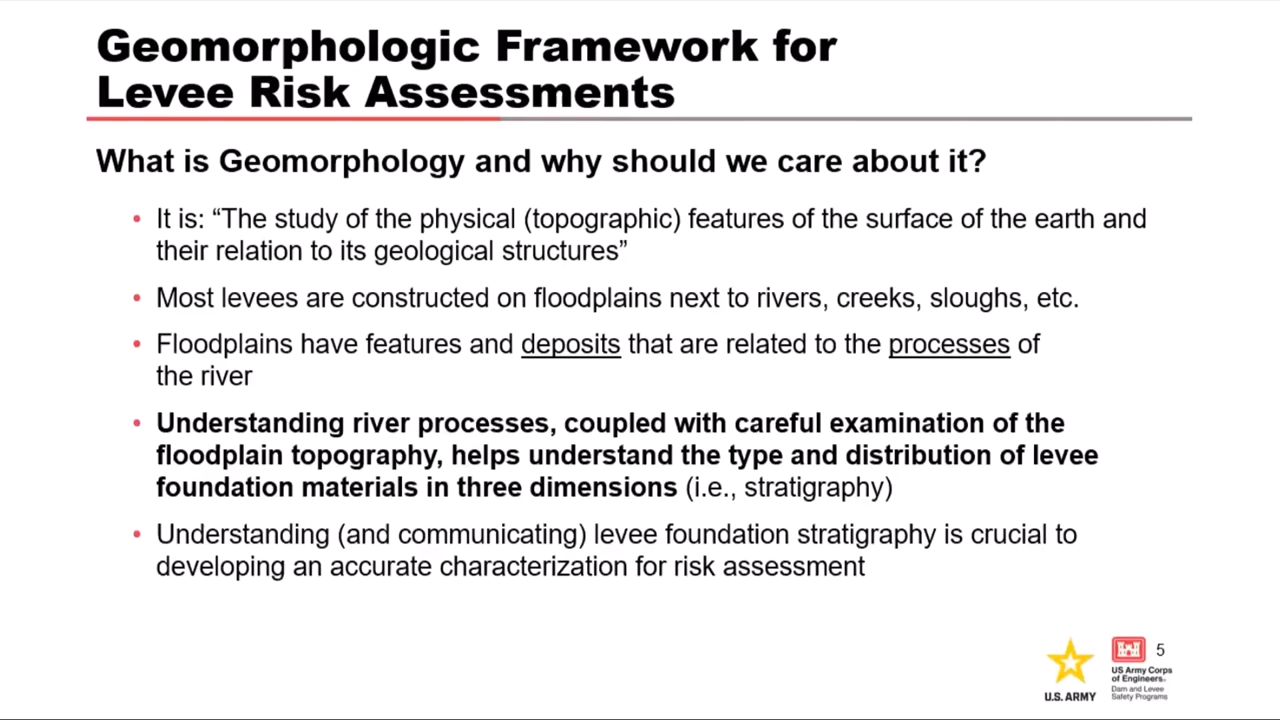 Geomorphologic Framework for
Levee Risk Assessments
What is Geomorphology and why should we care about it?
• It is: “The study of the physical (topographic) features of the surface of the earth and
their relation to its geological structures”
• Most levees are constructed on floodplains next to rivers, creeks, sloughs, etc.
• Floodplains have features and deposits that are related to the processes of
the river
• Understanding river processes, coupled with careful examination of the
floodplain topography, helps understand the type and distribution of levee
foundation materials in three dimensions (i.e., stratigraphy)
• Understanding (and communicating) levee foundation stratigraphy is crucial to
developing an accurate characterization for risk assessment
U.S. ARMY
US Army Corps
of Engineers®
Dam and Levee
Safety Programs
5